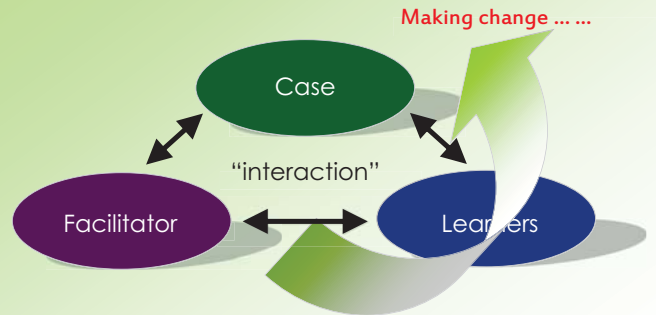 Making change ... ...
Case
“interaction”
Facilitator
Learners